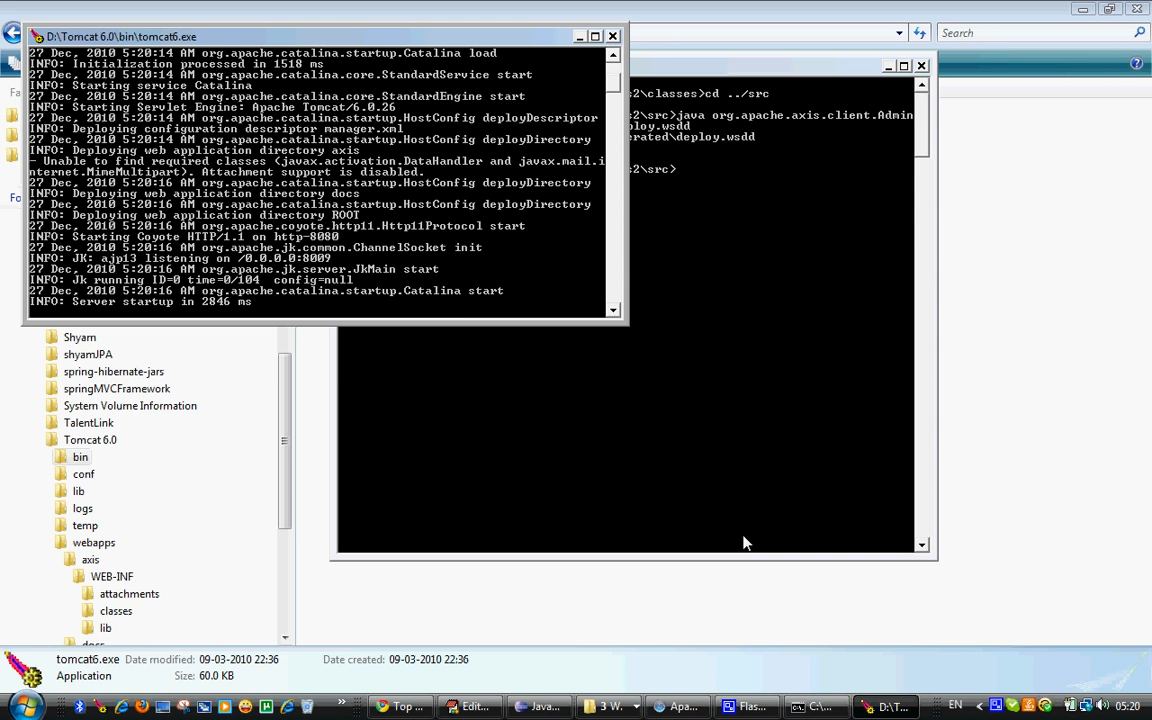 D:\Tomcat 6.0\bin\tomcat6.exe
27 Dec, 2010 5:20:14 AM org.apache.catalina.startup.Catalina load
INFO: Initialization processed in 1518 ms
27 Dec, 2010 5:20:14 AM org.apache.catalina.core.StandardService start
INFO: Starting service Catalina
27 Dec, 2010 5:20:14 AM org.apache.catalina.core.StandardEngine start
INFO: Starting Servlet Engine: Apache Tomcat/6.0.26
27 Dec, 2010 5:20:14 AM org.apache.catalina.startup.HostConfig deployDescriptor
INFO: Deploying configuration descriptor manager.xml
27 Dec, 2010 5:20:14 AM org.apache.catalina.startup.HostConfig deployDirectory
INFO: Deploying web application directory axis
- Unable to find required classes (javax.activation.DataHandler and javax.mail.i
nternet.MimeMultipart). Attachment support is disabled.
27 Dec, 2010 5:20:16 AM org.apache.catalina.startup.HostConfig deployDirectory
INFO: Deploying web application directory docs
27 Dec, 2010 5:20:16 AM org.apache.catalina.startup.HostConfig deployDirectory
INFO: Deploying web application directory ROOT
27 Dec, 2010 5:20:16 AM org.apache.coyote.http11.Http11Protocol start
INFO: Starting Coyote HTTP/1.1 on http-8080
27 Dec, 2010 5:20:16 AM org.apache.jk.common.ChannelSocket init
INFO: JK: ajp13 listening on /0.0.0.0:8009
27 Dec, 2010 5:20:16 AM org.apache.jk.server.JkMain start
INFO: Jk running ID=0 time=0/104 config=null
27 Dec, 2010 5:20:16 AM org.apache.catalina.startup.Catalina start
INFO: Server startup in 2846 ms
s2\classes>cd ../src
s2\src>java org.apache.axis.client.Admin
ploy.wsdd
erated\deploy.wsdd
s2\src>
Search
Fa
Fo
Shyam
shyamJPA
spring-hibernate-jars
springMVCFramework
System Volume Information
TalentLink
Tomcat 6.0
bin
conf
lib
logs
temp
webapps
axis
WEB-INF
attachments
classes
lib
docs
tomcat6.exe Date modified: 09-03-2010 22:36 Date created: 09-03-2010 22:36
Application Size: 60.0 KB
» Top ... Edit... Java... 3 W... Apa... Flas... C:\... D:\T... EN 05:20